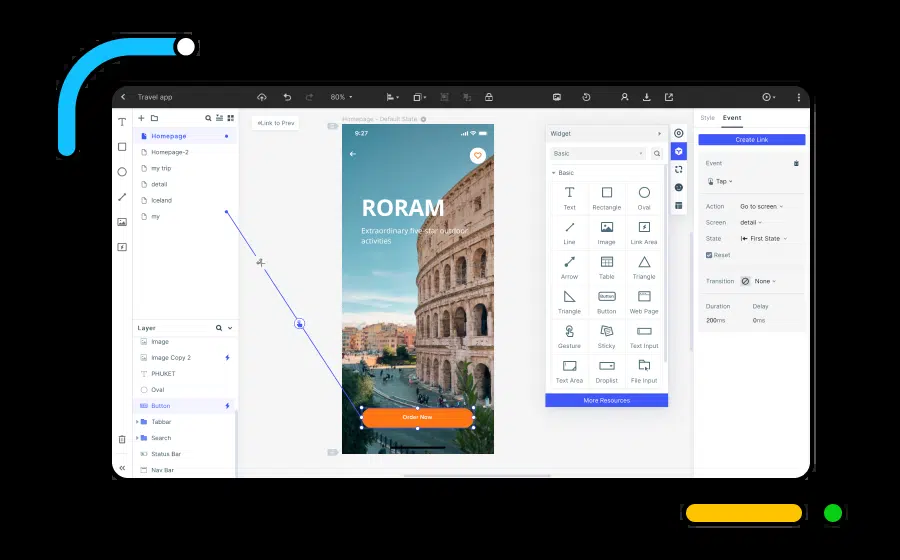 Travel app
80%
Homepage
Homepage-2
my trip
detail
Iceland
my
Layer
Image
Image Copy 2
PHUKET
Oval
Button
Tabbar
Search
Status Bar
Nav Bar
Link to Prev
Homepage - Default State
9:27
RORAM
Extraordinary five-star outdoor
activities
Order Now
Widget
Basic
Basic
Text
Rectangle
Oval
Line
Image
Link Area
Arrow
Table
Triangle
Triangle
Button
Button
Web Page
Gesture
Sticky
Text Input
Text Area
Droplist
File Input
More Resources
Style Event
Create Link
Event
Tap
Action Go to screen
Screen detail
State First State
Reset
Transition None
Duration Delay
200ms 0ms